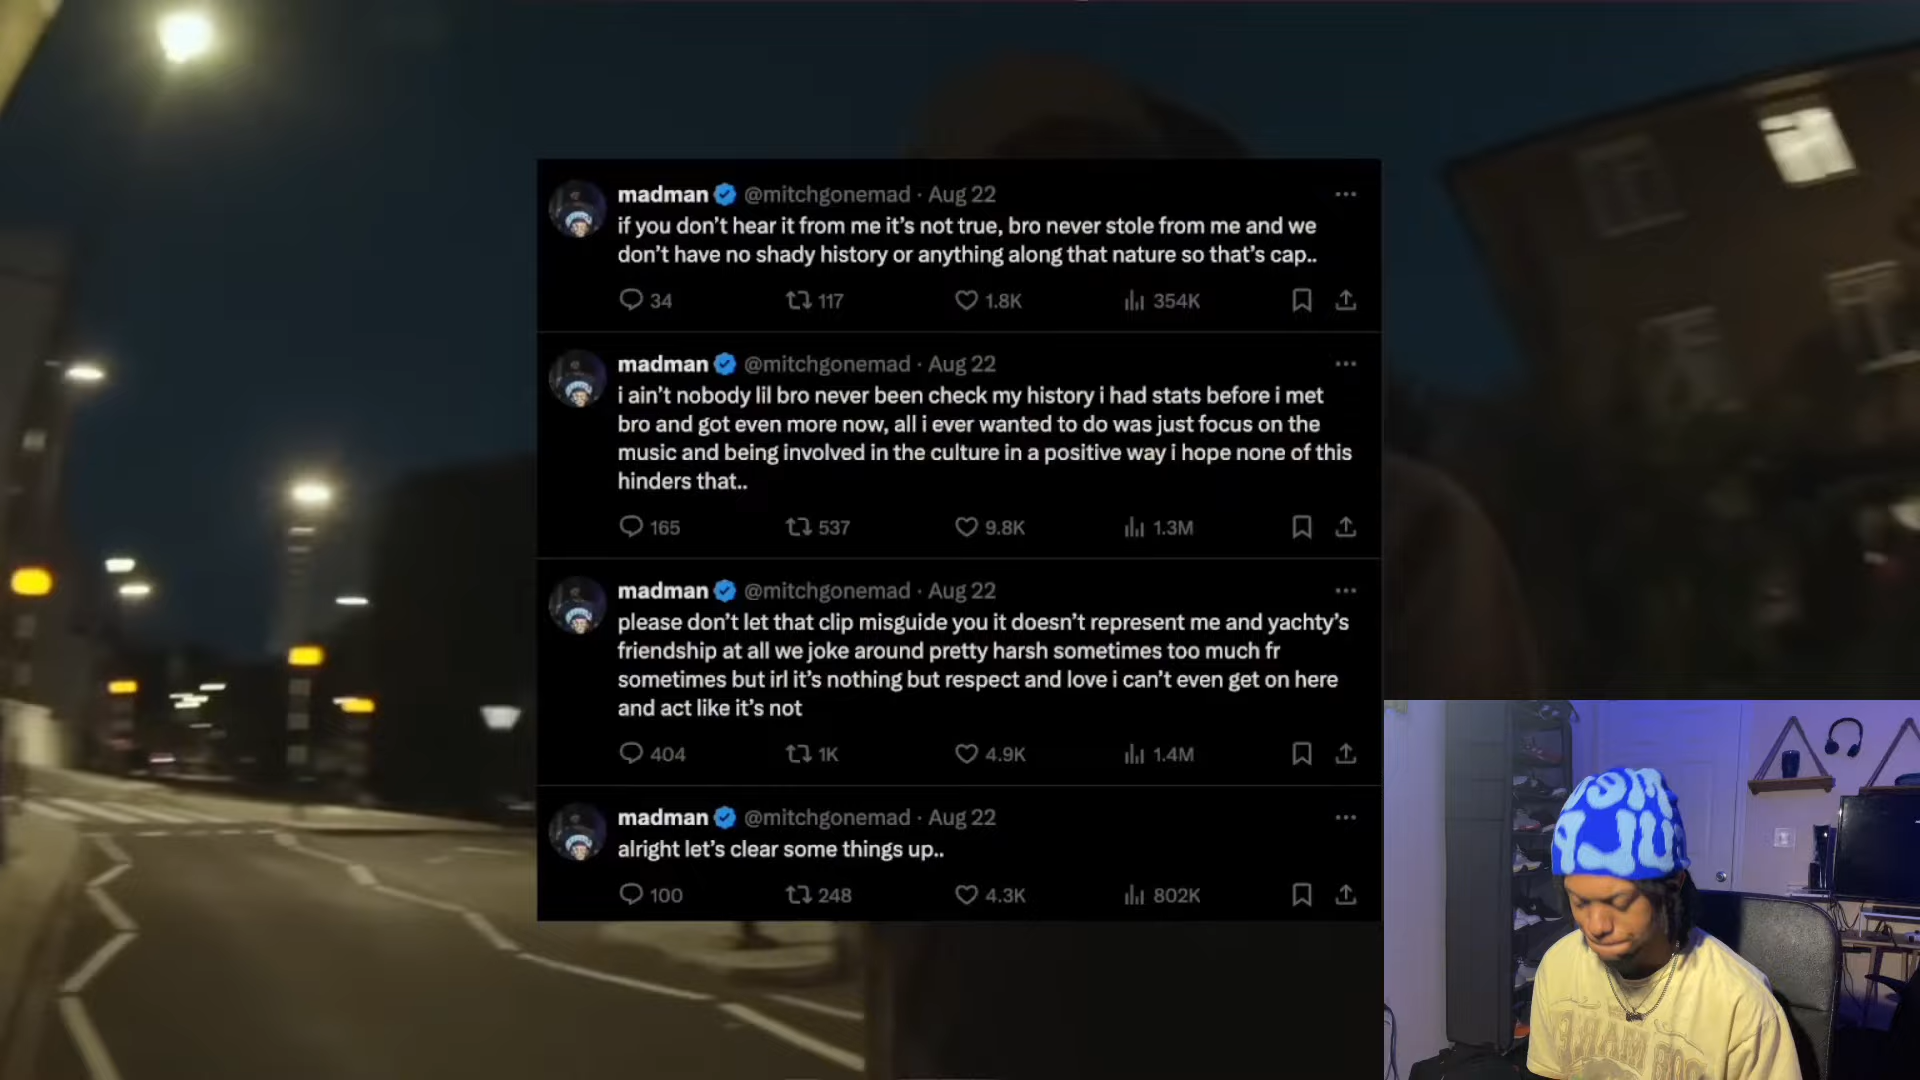 madman @mitchgonemad · Aug 22
if you don’t hear it from me it’s not true, bro never stole from me and we
don’t have no shady history or anything along that nature so that’s cap..
34 117 1.8K 354K
madman @mitchgonemad · Aug 22
i ain’t nobody lil bro never been check my history i had stats before i met
bro and got even more now, all i ever wanted to do was just focus on the
music and being involved in the culture in a positive way i hope none of this
hinders that..
165 537 9.8K 1.3M
madman @mitchgonemad · Aug 22
please don’t let that clip misguide you it doesn’t represent me and yachty’s
friendship at all we joke around pretty harsh sometimes too much fr
sometimes but irl it’s nothing but respect and love i can’t even get on here
and act like it’s not
404 1K 4.9K 1.4M
madman @mitchgonemad · Aug 22
alright let’s clear some things up..
100 248 4.3K 802K